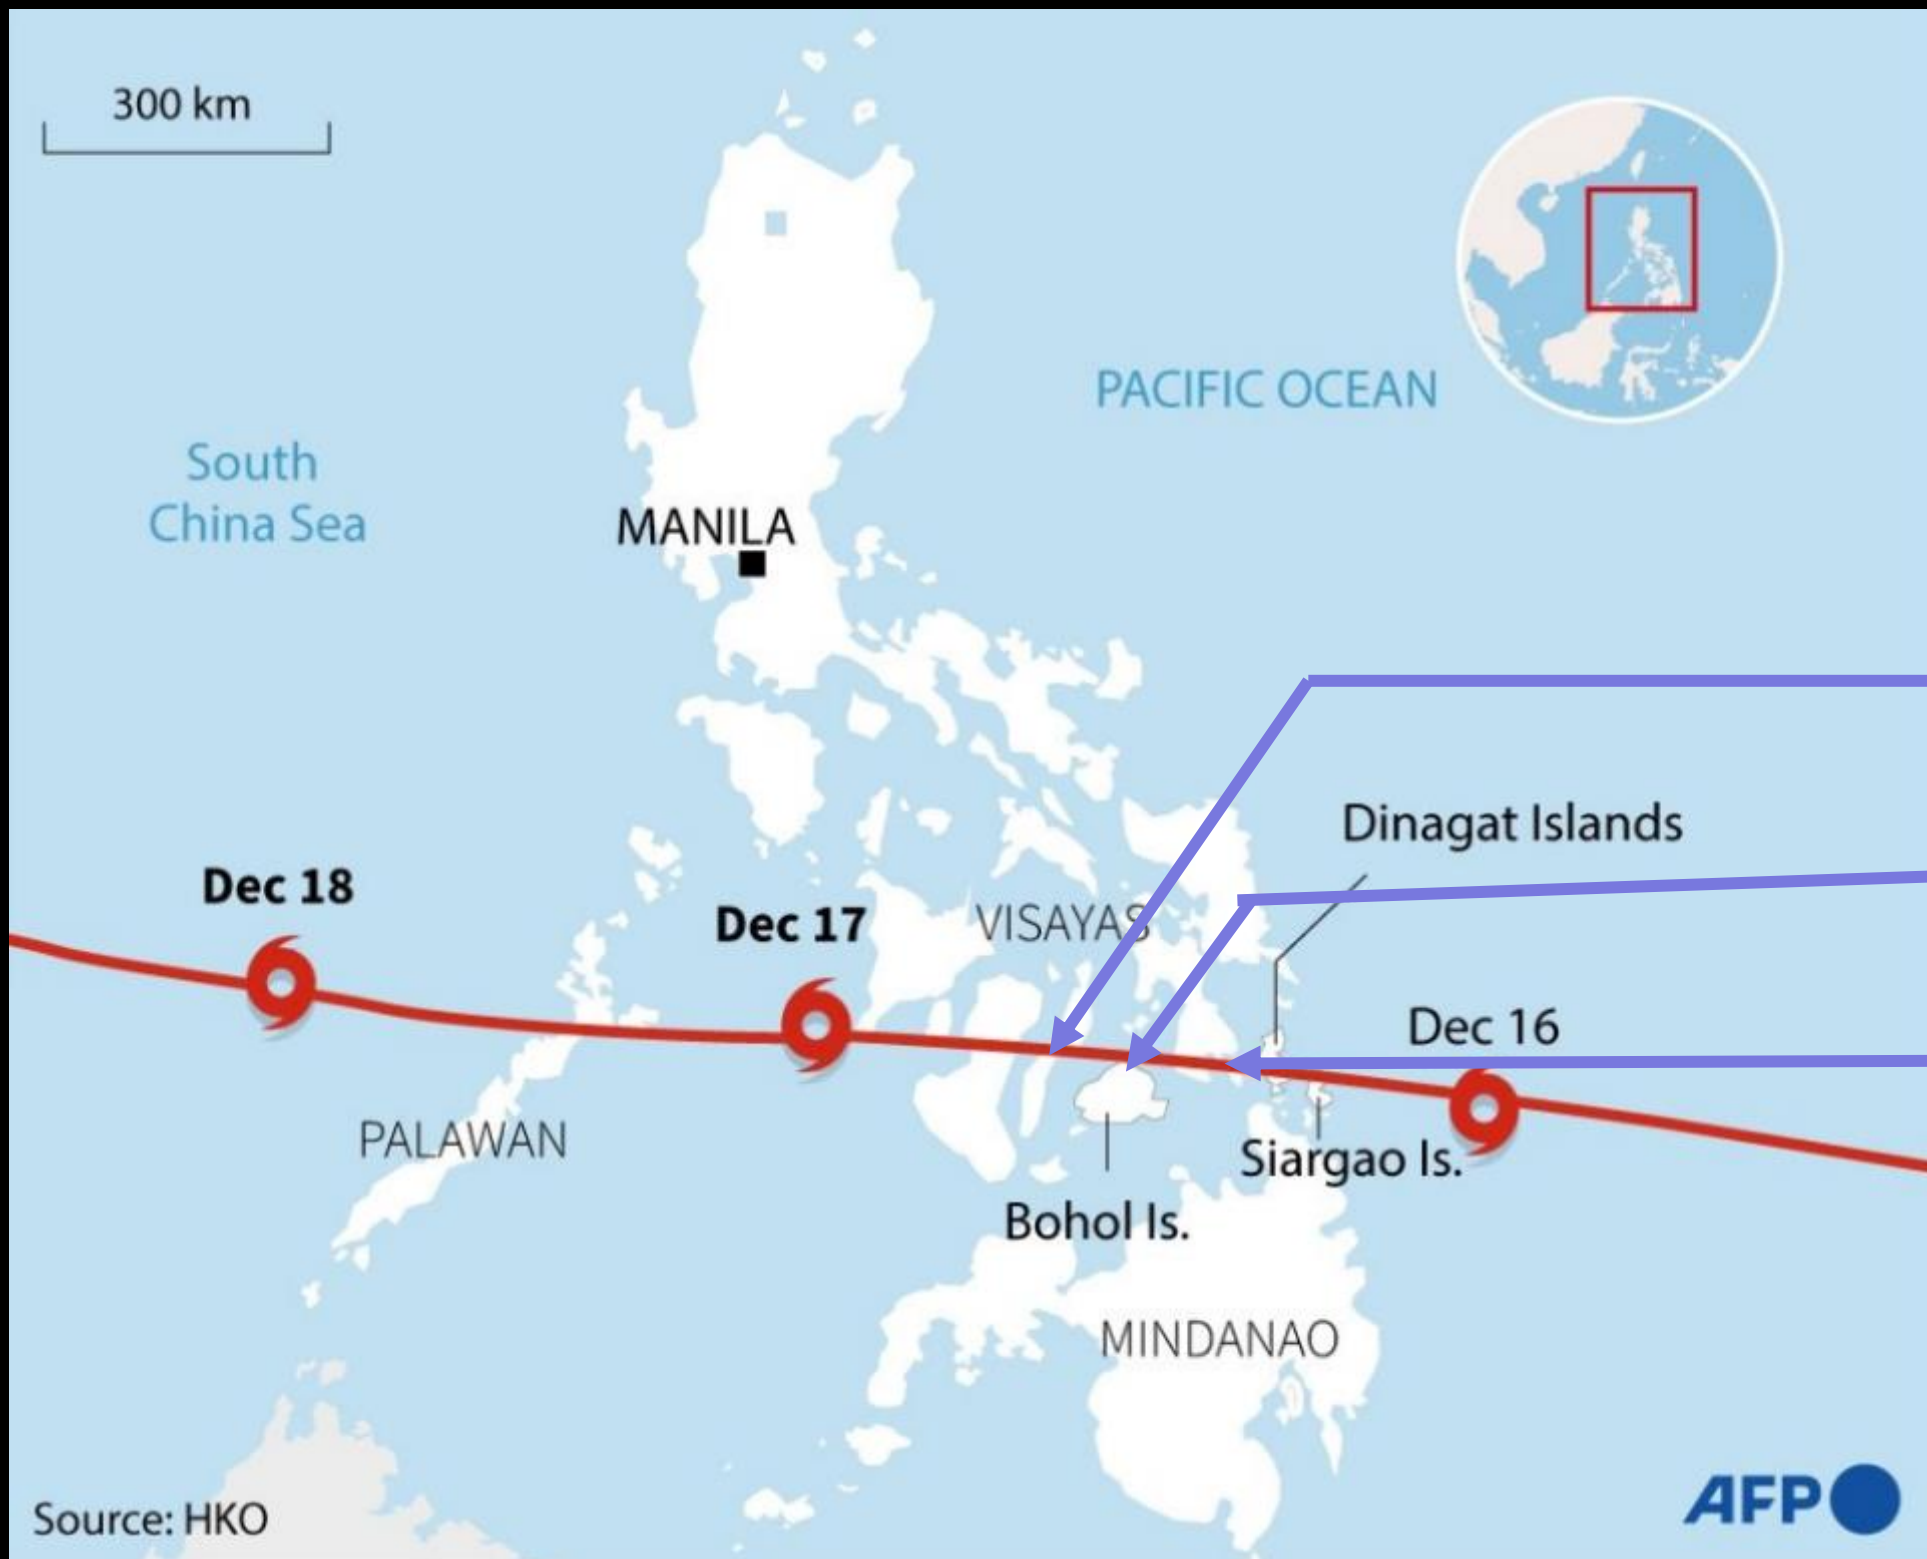 300 km
PACIFIC OCEAN
South
China Sea
MANILA
Dinagat Islands
Dec 18
Dec 17
VISAYAS
Dec 16
PALAWAN
Siargao Is.
Bohol Is.
MINDANAO
Source: HKO
AFP